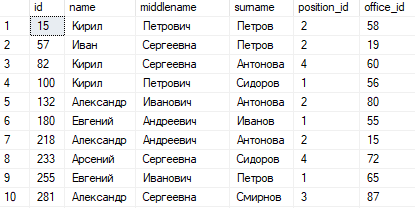 id name middlename surname position_id office_id
1 15 Кирил Петрович Петров 2 58
2 57 Иван Сергеевна Петров 2 19
3 82 Кирил Сергеевна Антонова 4 60
4 100 Кирил Петрович Сидоров 1 56
5 132 Александр Иванович Антонова 2 80
6 180 Евгений Андреевич Иванов 1 55
7 218 Александр Андреевич Антонова 2 15
8 233 Арсений Сергеевна Сидоров 4 72
9 255 Евгений Иванович Петров 1 65
10 281 Александр Сергеевна Смирнов 3 87